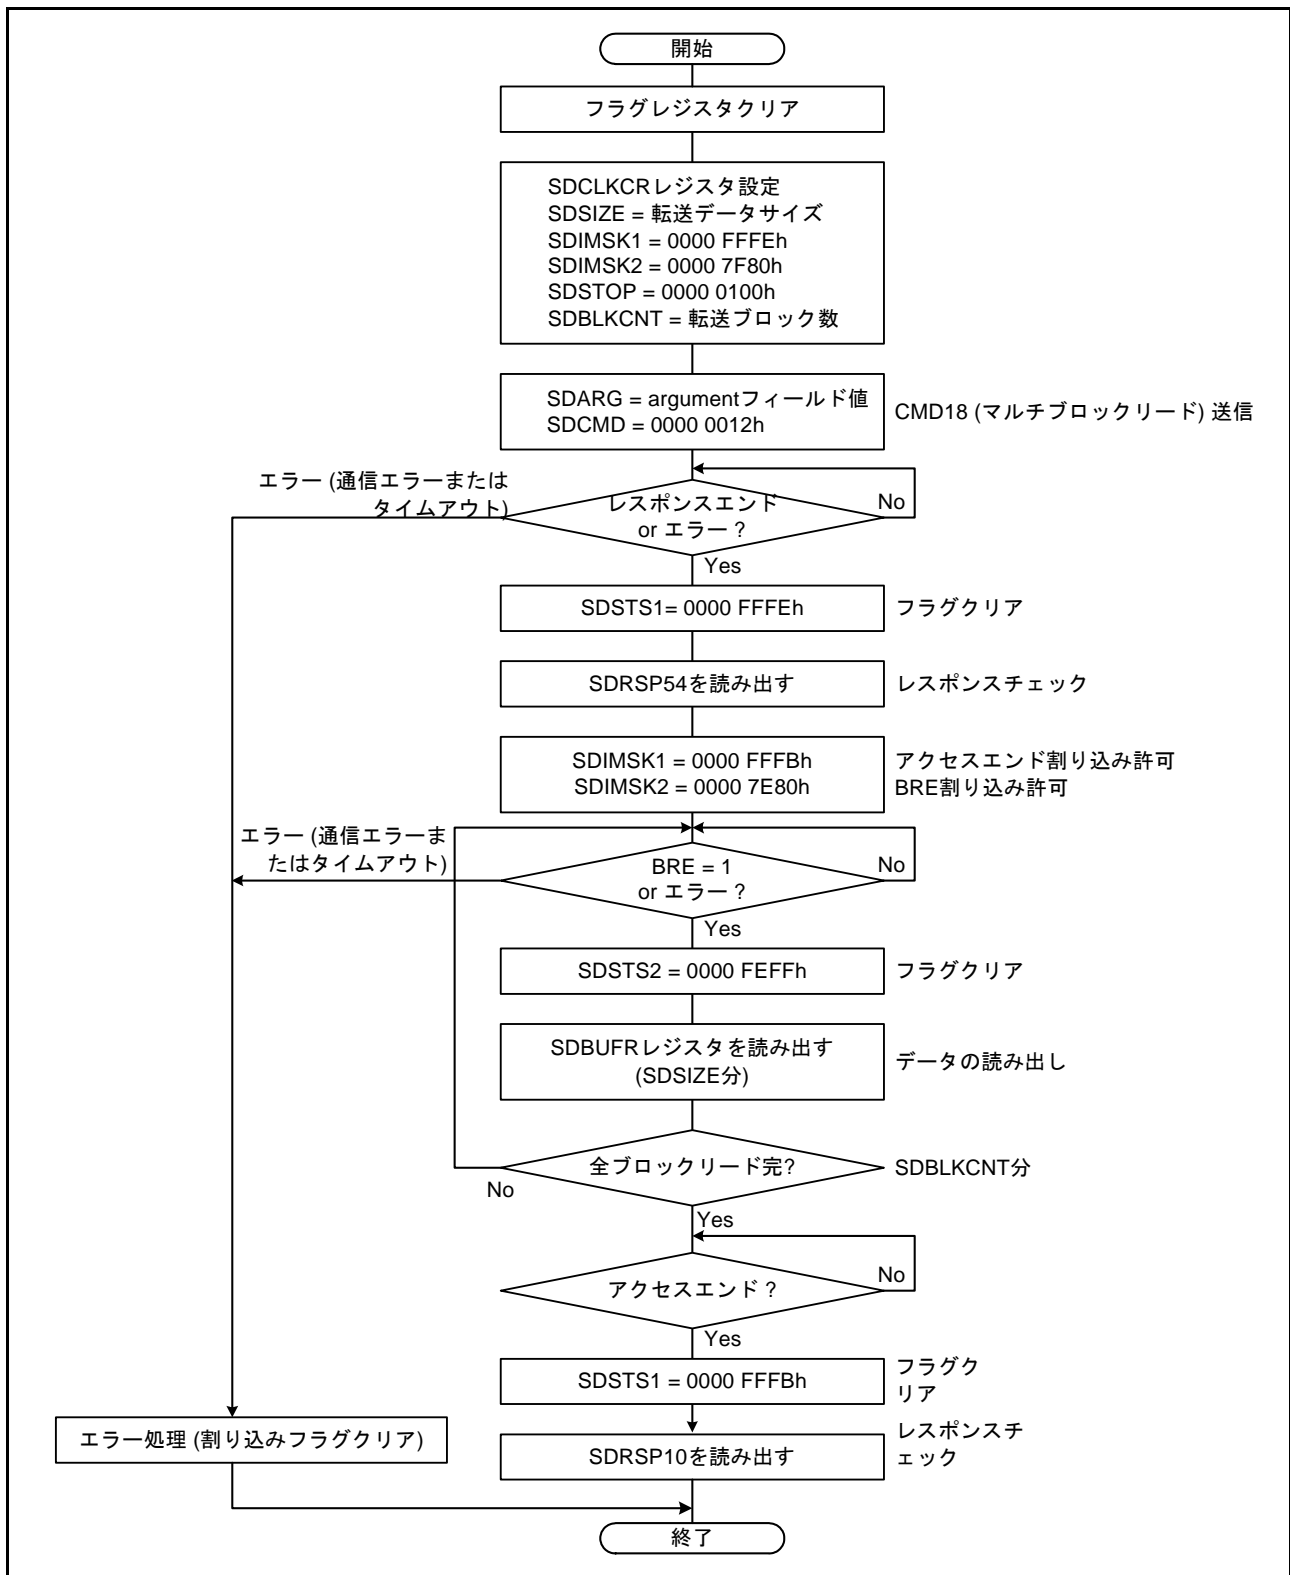 開始
フラグレジスタクリア
SDCLKCRレジスタ設定
SDSIZE = 転送データサイズ
SDIMSK1 = 0000 FFFEh
SDIMSK2 = 0000 7F80h
SDSTOP = 0000 0100h
SDBLKCNT = 転送ブロック数
SDARG = argumentフィールド値
SDCMD = 0000 0012h
CMD18 (マルチブロックリード) 送信
エラー (通信エラーまたは
タイムアウト)
レスポンスエンド
or エラー ?
No
Yes
SDSTS1= 0000 FFFEh
フラグクリア
SDRSP54を読み出す
レスポンスチェック
SDIMSK1 = 0000 FFFBh
SDIMSK2 = 0000 7E80h
アクセスエンド割り込み許可
BRE割り込み許可
エラー (通信エラーま
たはタイムアウト)
BRE = 1
or エラー ?
No
Yes
SDSTS2 = 0000 FEFFh
フラグクリア
SDBUFRレジスタを読み出す
(SDSIZE分)
データの読み出し
全ブロックリード完?
SDBLKCNT分
No
Yes
アクセスエンド ?
No
Yes
SDSTS1 = 0000 FFFBh
フラグク
リア
エラー処理 (割り込みフラグクリア)
SDRSP10を読み出す
レスポンスチ
ェック
終了